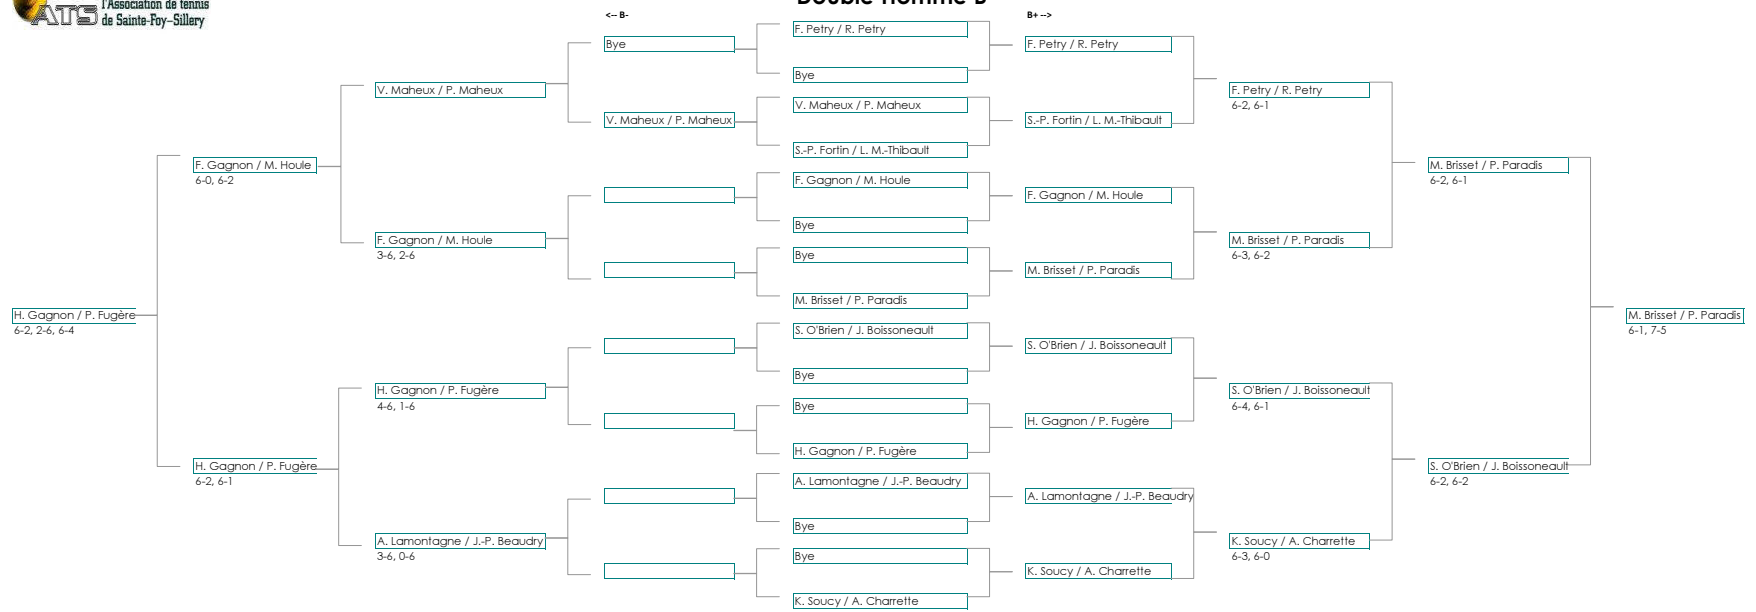 l'Association de tennis
ATS de Sainte-Foy-Sillery
Double Homme B
<-- B-
B+ -->
F. Petry / R. Petry
Bye
F. Petry / R. Petry
Bye
V. Maheux / P. Maheux
F. Petry / R. Petry
6-2, 6-1
V. Maheux / P. Maheux
V. Maheux / P. Maheux
S.-P. Fortin / L. M.-Thibault
S.-P. Fortin / L. M.-Thibault
F. Gagnon / M. Houle
6-0, 6-2
M. Brisset / P. Paradis
6-2, 6-1
F. Gagnon / M. Houle
F. Gagnon / M. Houle
Bye
F. Gagnon / M. Houle
3-6, 2-6
M. Brisset / P. Paradis
6-3, 6-2
Bye
M. Brisset / P. Paradis
M. Brisset / P. Paradis
H. Gagnon / P. Fugère
6-2, 2-6, 6-4
M. Brisset / P. Paradis
6-1, 7-5
S. O'Brien / J. Boissoneault
S. O'Brien / J. Boissoneault
Bye
H. Gagnon / P. Fugère
4-6, 1-6
S. O'Brien / J. Boissoneault
6-4, 6-1
Bye
H. Gagnon / P. Fugère
H. Gagnon / P. Fugère
H. Gagnon / P. Fugère
6-2, 6-1
S. O'Brien / J. Boissoneault
6-2, 6-2
A. Lamontagne / J.-P. Beaudry
A. Lamontagne / J.-P. Beaudry
Bye
A. Lamontagne / J.-P. Beaudry
3-6, 0-6
K. Soucy / A. Charrette
6-3, 6-0
Bye
K. Soucy / A. Charrette
K. Soucy / A. Charrette